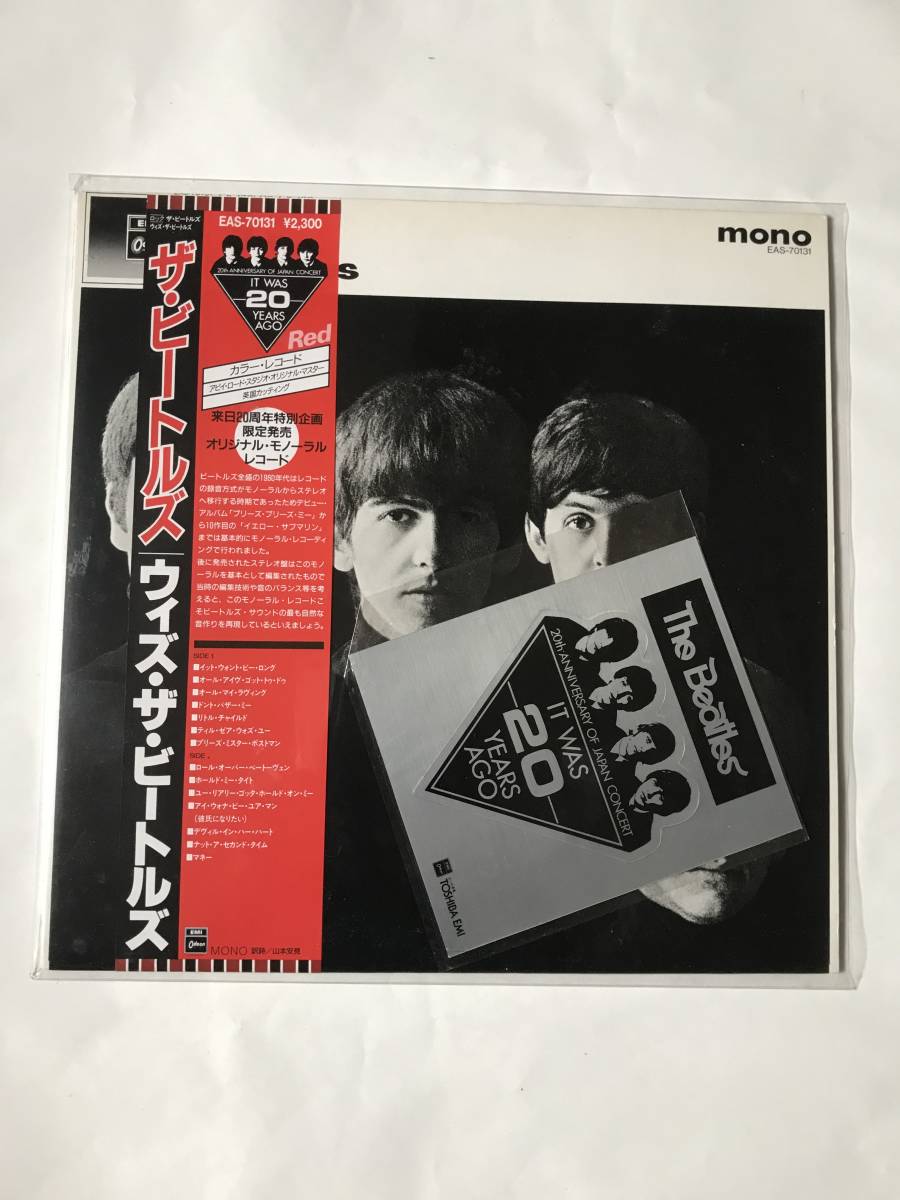 ロック ザ・ビートルズ
ウィズ・ザ・ビートルズ
ザ・ビートルズ
ウィズ・ザ・ビートルズ
EAS-70131 ¥2,300
20th ANNIVERSARY OF JAPAN CONCERT
IT WAS
20
YEARS
AGO
Red
カラー・レコード
アビイ・ロード・スタジオ・オリジナル・マスター
英国カッティング
来日20周年特別企画
限定発売
オリジナル・モノーラル
レコード
ビートルズ全盛の1960年代はレコード
の録音方式がモノーラルからステレオ
へ移行する時期であったためデビュー・
アルバム「プリーズ・プリーズ・ミー」か
ら10作目の「イエロー・サブマリン」
までは基本的にモノーラル・レコーディ
ングで行われました。
後に発売されたステレオ盤はこのモノ
ーラルを基本として編集されたもので
当時の編集技術や音のバランス等を考
えると、このモノーラル・レコードこ
そビートルズ・サウンドの最も自然な
音作りを再現しているといえましょう。
SIDE 1
■イット・ウォント・ビー・ロング
■オール・アイヴ・ゴット・トゥ・ドゥ
■オール・マイ・ラヴィング
■ドント・バザー・ミー
■リトル・チャイルド
■ティル・ゼア・ウォズ・ユー
■プリーズ・ミスター・ポストマン
SIDE
■ロール・オーバー・ベートーヴェン
■ホールド・ミー・タイト
■ユー・リアリー・ゴッタ・ホールド・オン・ミー
■アイ・ウォナ・ビー・ユア・マン
(彼氏になりたい)
■デヴィル・イン・ハー・ハート
■ナット・ア・セカンド・タイム
■マネー
EMI
Odeon
MONO 訳詩/山本安見
mono
EAS-70131
s
The Beatles
20th ANNIVERSARY OF JAPAN CONCERT
IT WAS
20
YEARS
AGO
TOSHIBA EMI